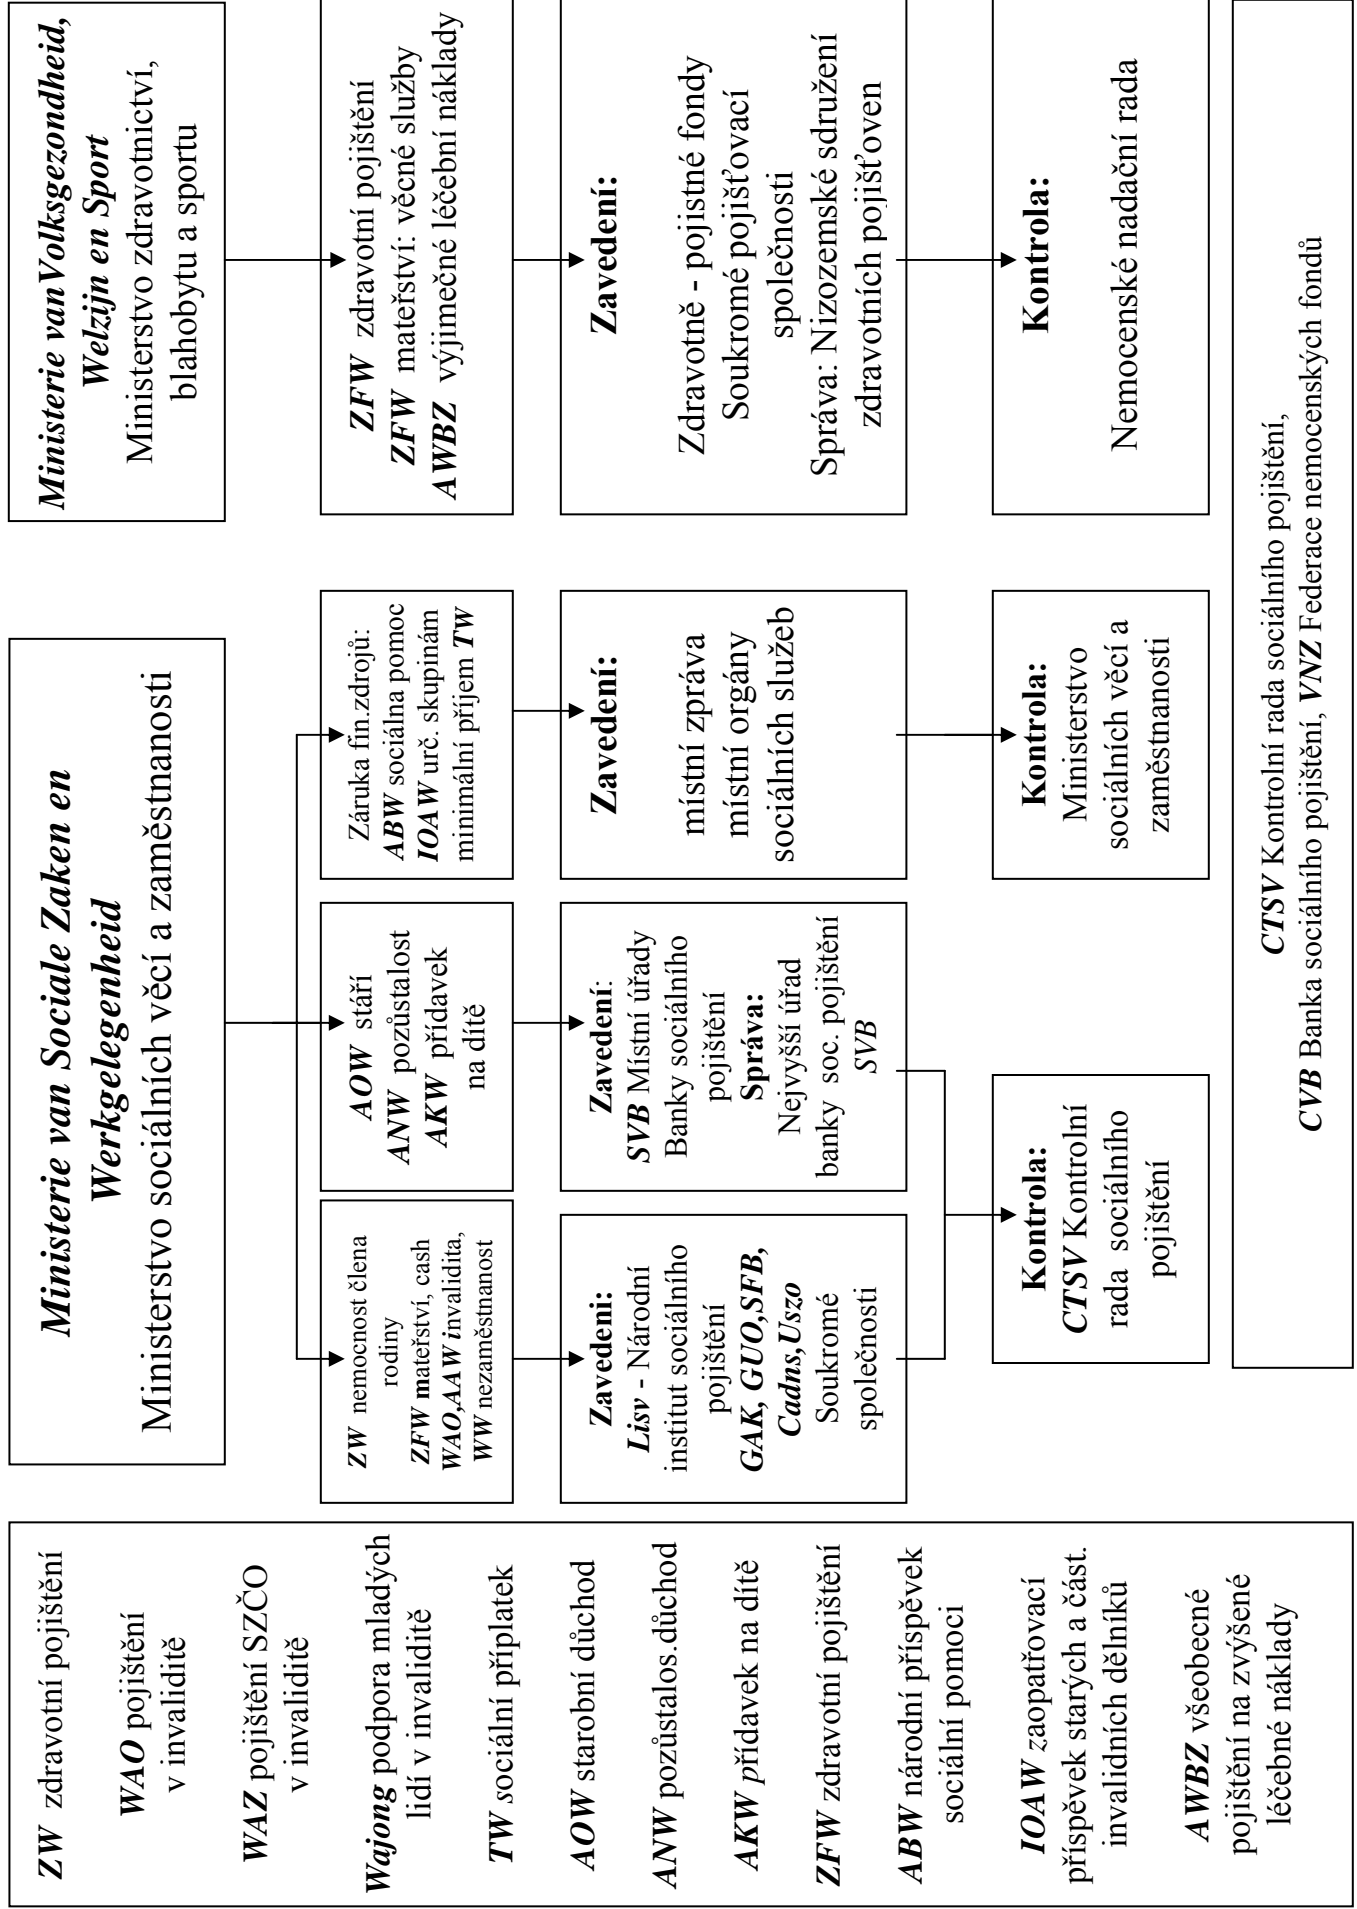 ZW zdravotní pojištění
WAO pojištění
v invaliditě
WAZ pojištění SZČO
v invaliditě
Wajong podpora mladých
lidí v invaliditě
TW sociální příplatek
AOW starobní důchod
ANW pozůstalos.důchod
AKW přídavek na dítě
ZFW zdravotní pojištění
ABW národní příspěvek
sociální pomoci
IOAW zaopatřovací
příspěvek starých a část.
invalidních dělníků
AWBZ všeobecné
pojištění na zvýšené
léčebné náklady
Ministerie van Sociale Zaken en
Werkgelegenheid
Ministerstvo sociálních věcí a zaměstnanosti
ZW nemocnost člena
rodiny
ZFW mateřství, cash
WAO,AAW invalidita,
WW nezaměstnanost
AOW stáří
ANW pozůstalost
AKW přídavek
na dítě
Záruka fin.zdrojů:
ABW sociálna pomoc
IOAW urč. skupinám
minimální příjem TW
Zavedeni:
Lisv - Národní
institut sociálního
pojištění
GAK, GUO,SFB,
Cadns,Uszo
Soukromé
společnosti
Zavedení:
SVB Místní úřady
Banky sociálního
pojištění
Správa:
Nejvyšší úřad
banky soc. pojištění
SVB
Zavedení:
místní zpráva
místní orgány
sociálních služeb
Kontrola:
CTSV Kontrolní
rada sociálního
pojištění
Kontrola:
Ministerstvo
sociálních věcí a
zaměstnanosti
Ministerie van Volksgezondheid,
Welzijn en Sport
Ministerstvo zdravotnictví,
blahobytu a sportu
ZFW zdravotní pojištění
ZFW mateřství: věcné služby
AWBZ výjimečné léčební náklady
Zavedení:
Zdravotně - pojistné fondy
Soukromé pojišťovací
společnosti
Správa: Nizozemské sdružení
zdravotních pojišťoven
Kontrola:
Nemocenské nadační rada
CTSV Kontrolní rada sociálního pojištění,
CVB Banka sociálního pojištění, VNZ Federace nemocenských fondů